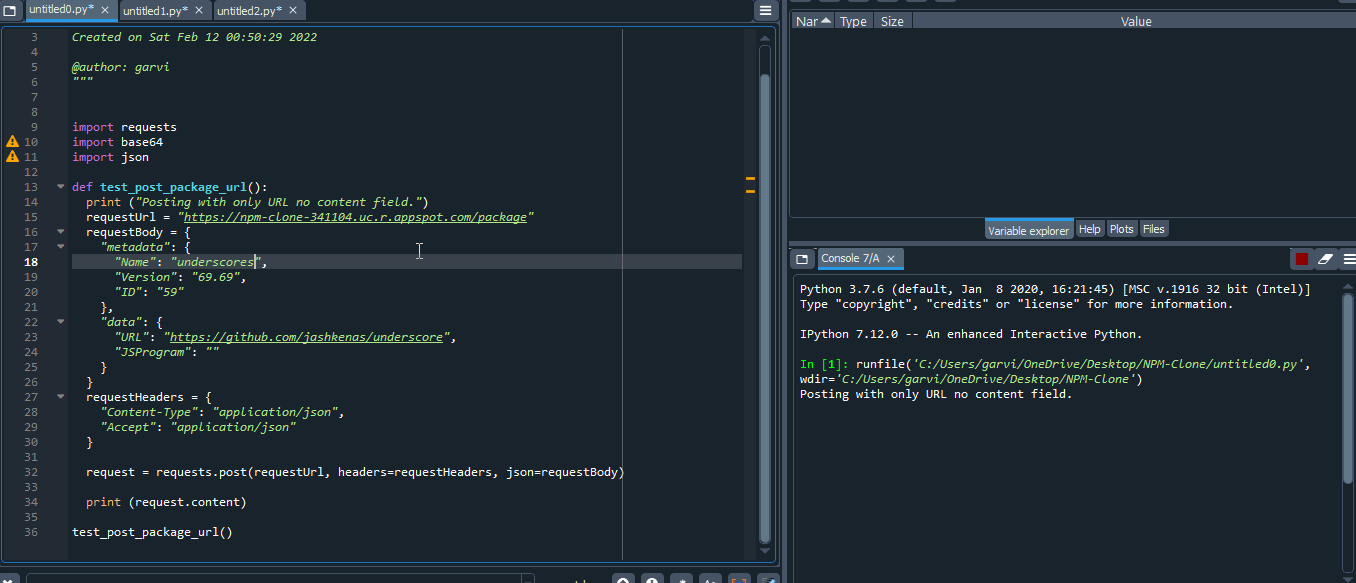 untitled0.py* untitled1.py* untitled2.py*
3 Created on Sat Feb 12 00:50:29 2022
4
5 @author: garvi
6 """
7
8
9 import requests
10 import base64
11 import json
12
13 def test_post_package_url():
14 print ("Posting with only URL no content field.")
15 requestUrl = "https://npm-clone-341104.uc.r.appspot.com/package"
16 requestBody = {
17 "metadata": {
18 "Name": "underscores",
19 "Version": "69.69",
20 "ID": "59"
21 },
22 "data": {
23 "URL": "https://github.com/jashkenas/underscore",
24 "JSProgram": ""
25 }
26 }
27 requestHeaders = {
28 "Content-Type": "application/json",
29 "Accept": "application/json"
30 }
31
32 request = requests.post(requestUrl, headers=requestHeaders, json=requestBody)
33
34 print (request.content)
35
36 test_post_package_url()
Nar Type Size Value
Variable explorer Help Plots Files
Console 7/A
Python 3.7.6 (default, Jan  8 2020, 16:21:45) [MSC v.1916 32 bit (Intel)]
Type "copyright", "credits" or "license" for more information.
IPython 7.12.0 -- An enhanced Interactive Python.
In [1]: runfile('C:/Users/garvi/OneDrive/Desktop/NPM-Clone/untitled0.py',
wdir='C:/Users/garvi/OneDrive/Desktop/NPM-Clone')
Posting with only URL no content field.